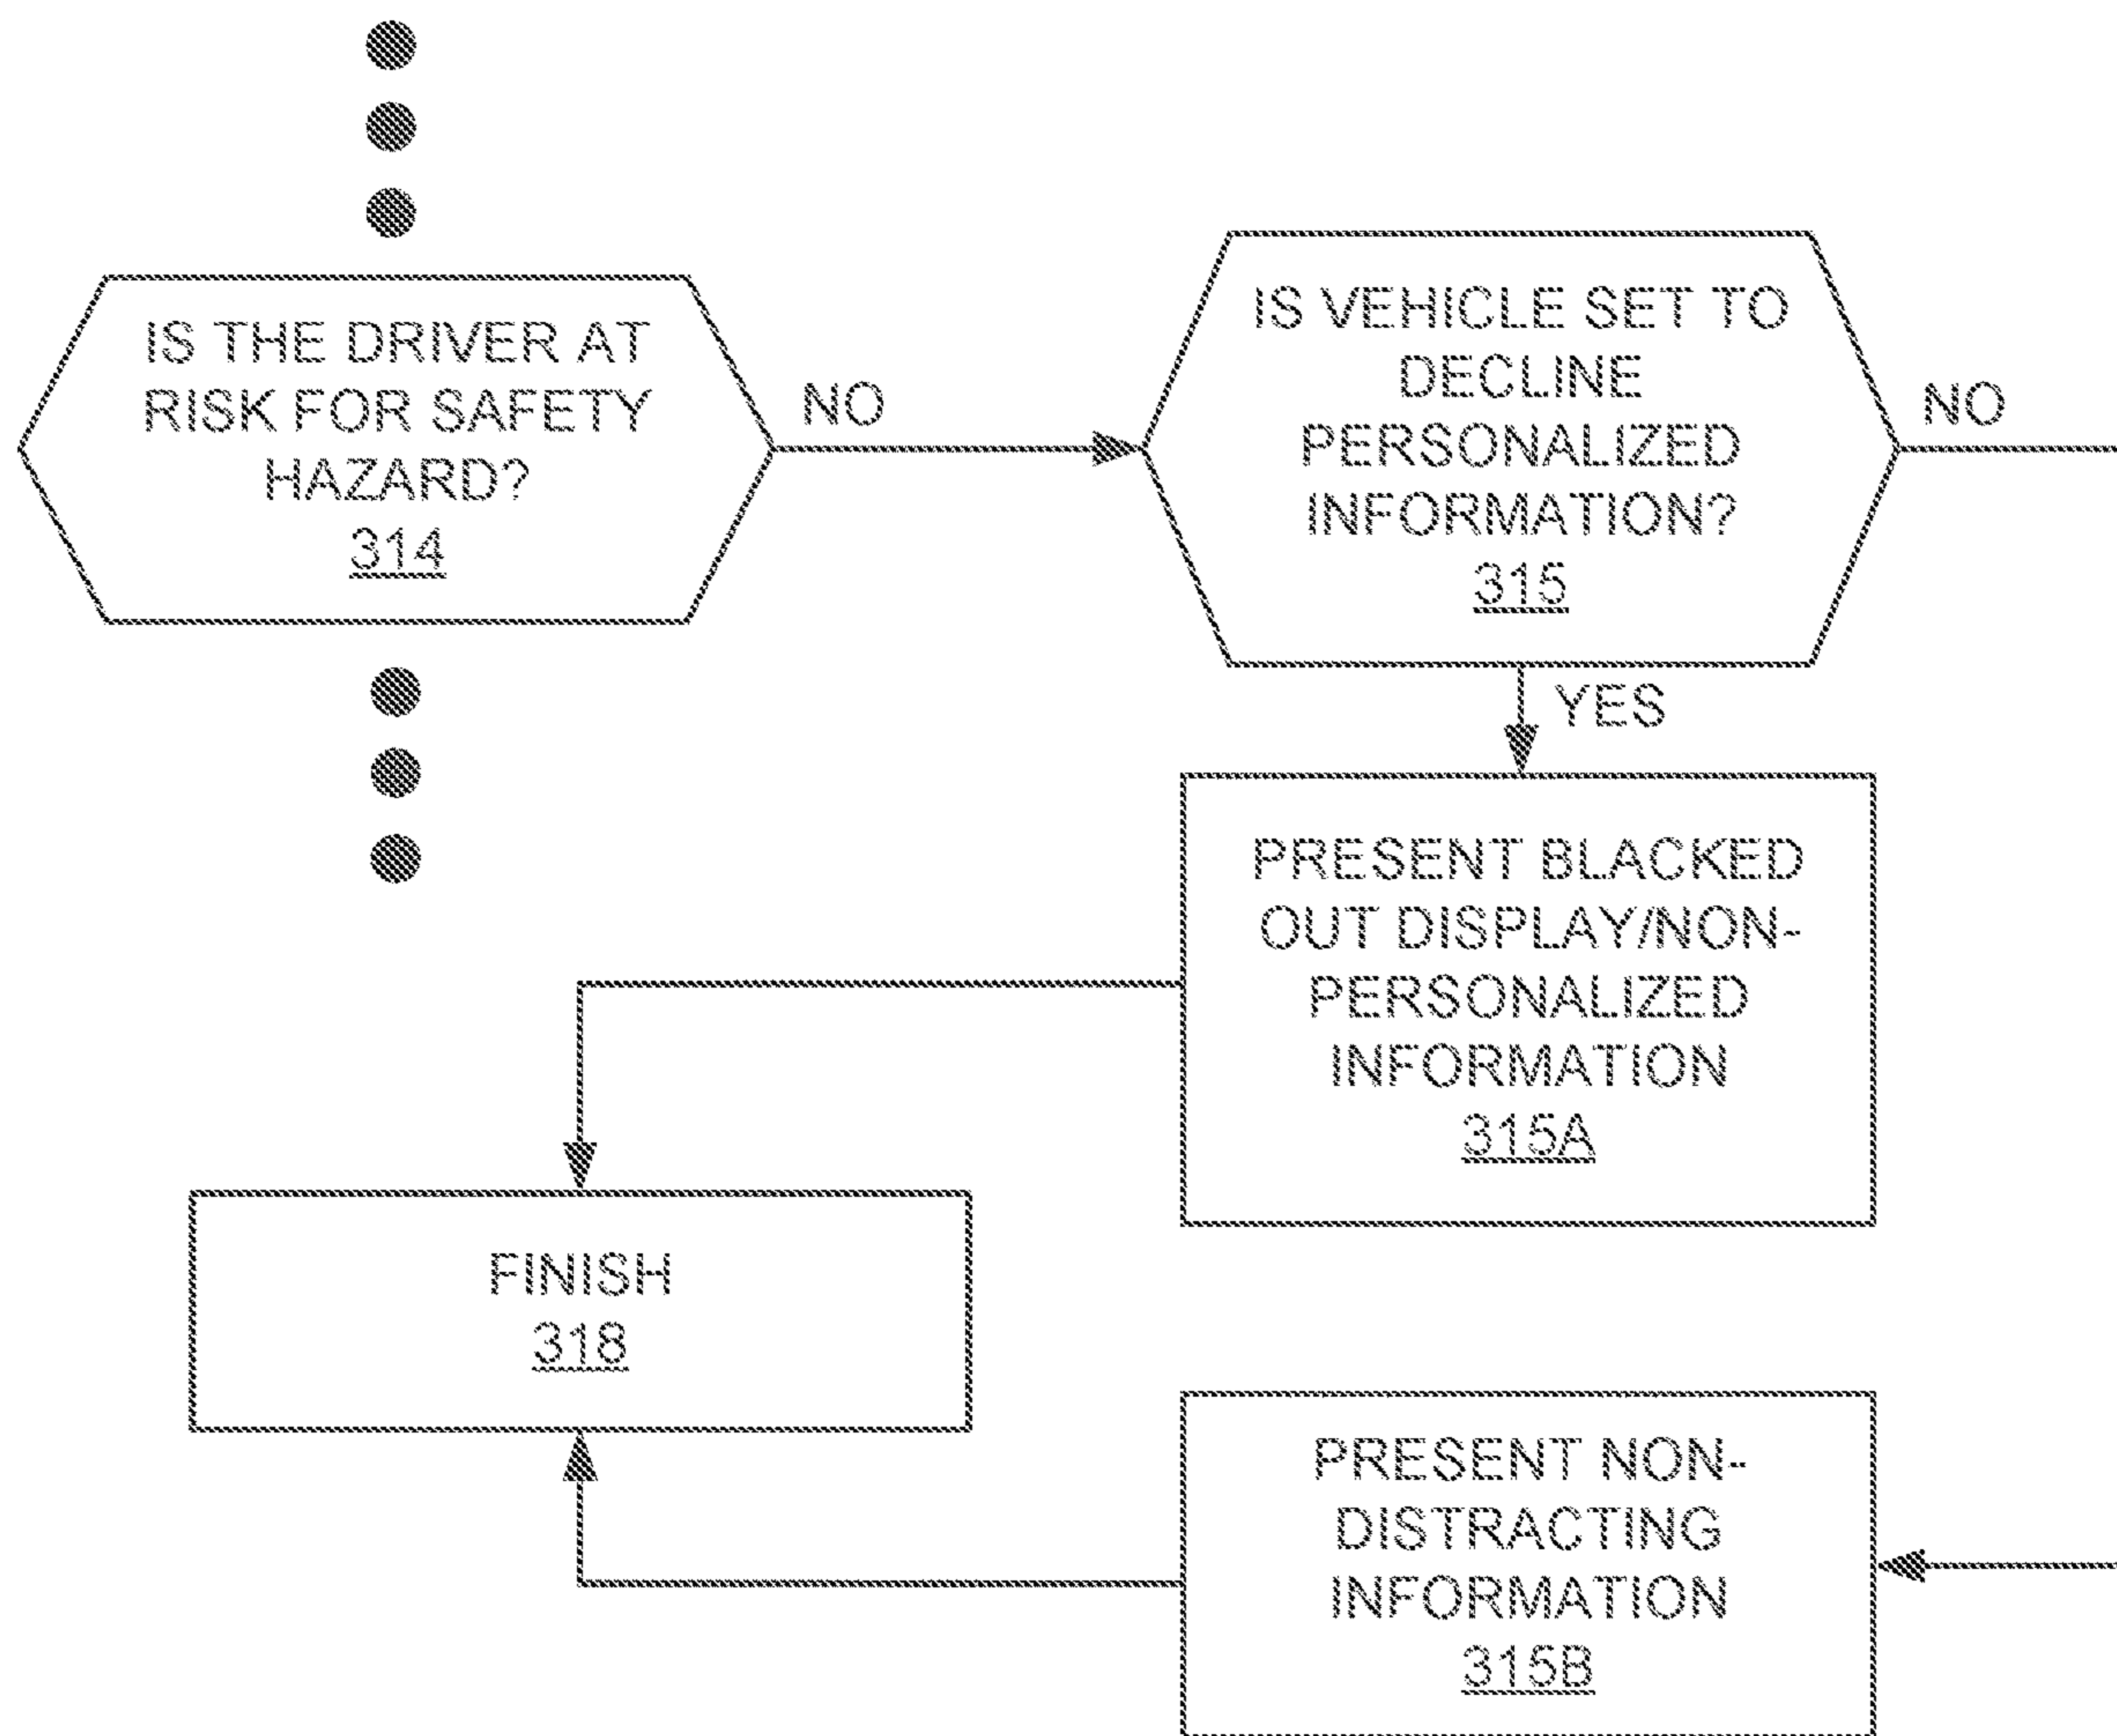 IS THE DRIVER AT
RISK FOR SAFETY
HAZARD?
314
NO
IS VEHICLE SET TO
DECLINE
PERSONALIZED
INFORMATION?
315
NO
YES
PRESENT BLACKED
OUT DISPLAY/NON-
PERSONALIZED
INFORMATION
315A
FINISH
318
PRESENT NON-
DISTRACTING
INFORMATION
315B